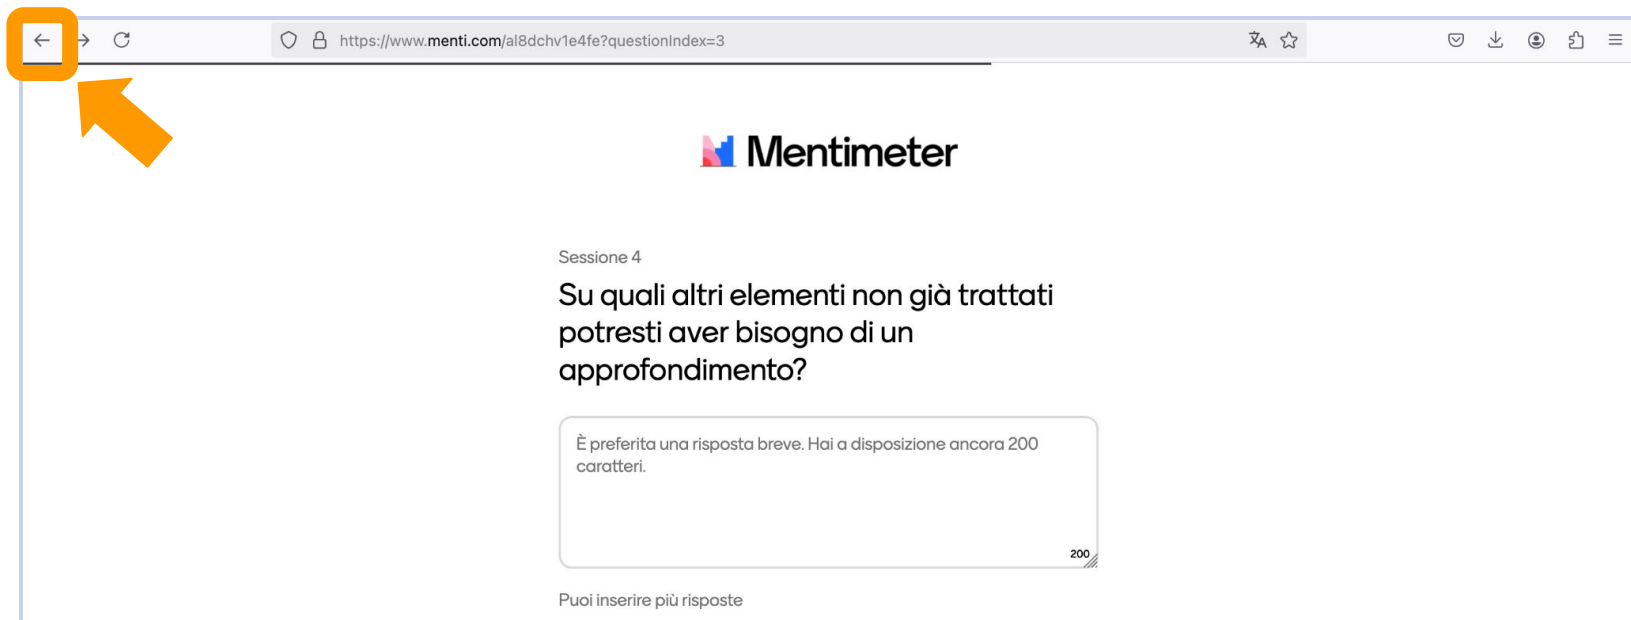 https://www.menti.com/al8dchv1e4fe?questionIndex=3
Mentimeter
Sessione 4
Su quali altri elementi non già trattati
potresti aver bisogno di un
approfondimento?
È preferita una risposta breve. Hai a disposizione ancora 200
caratteri.
200
Puoi inserire più risposte